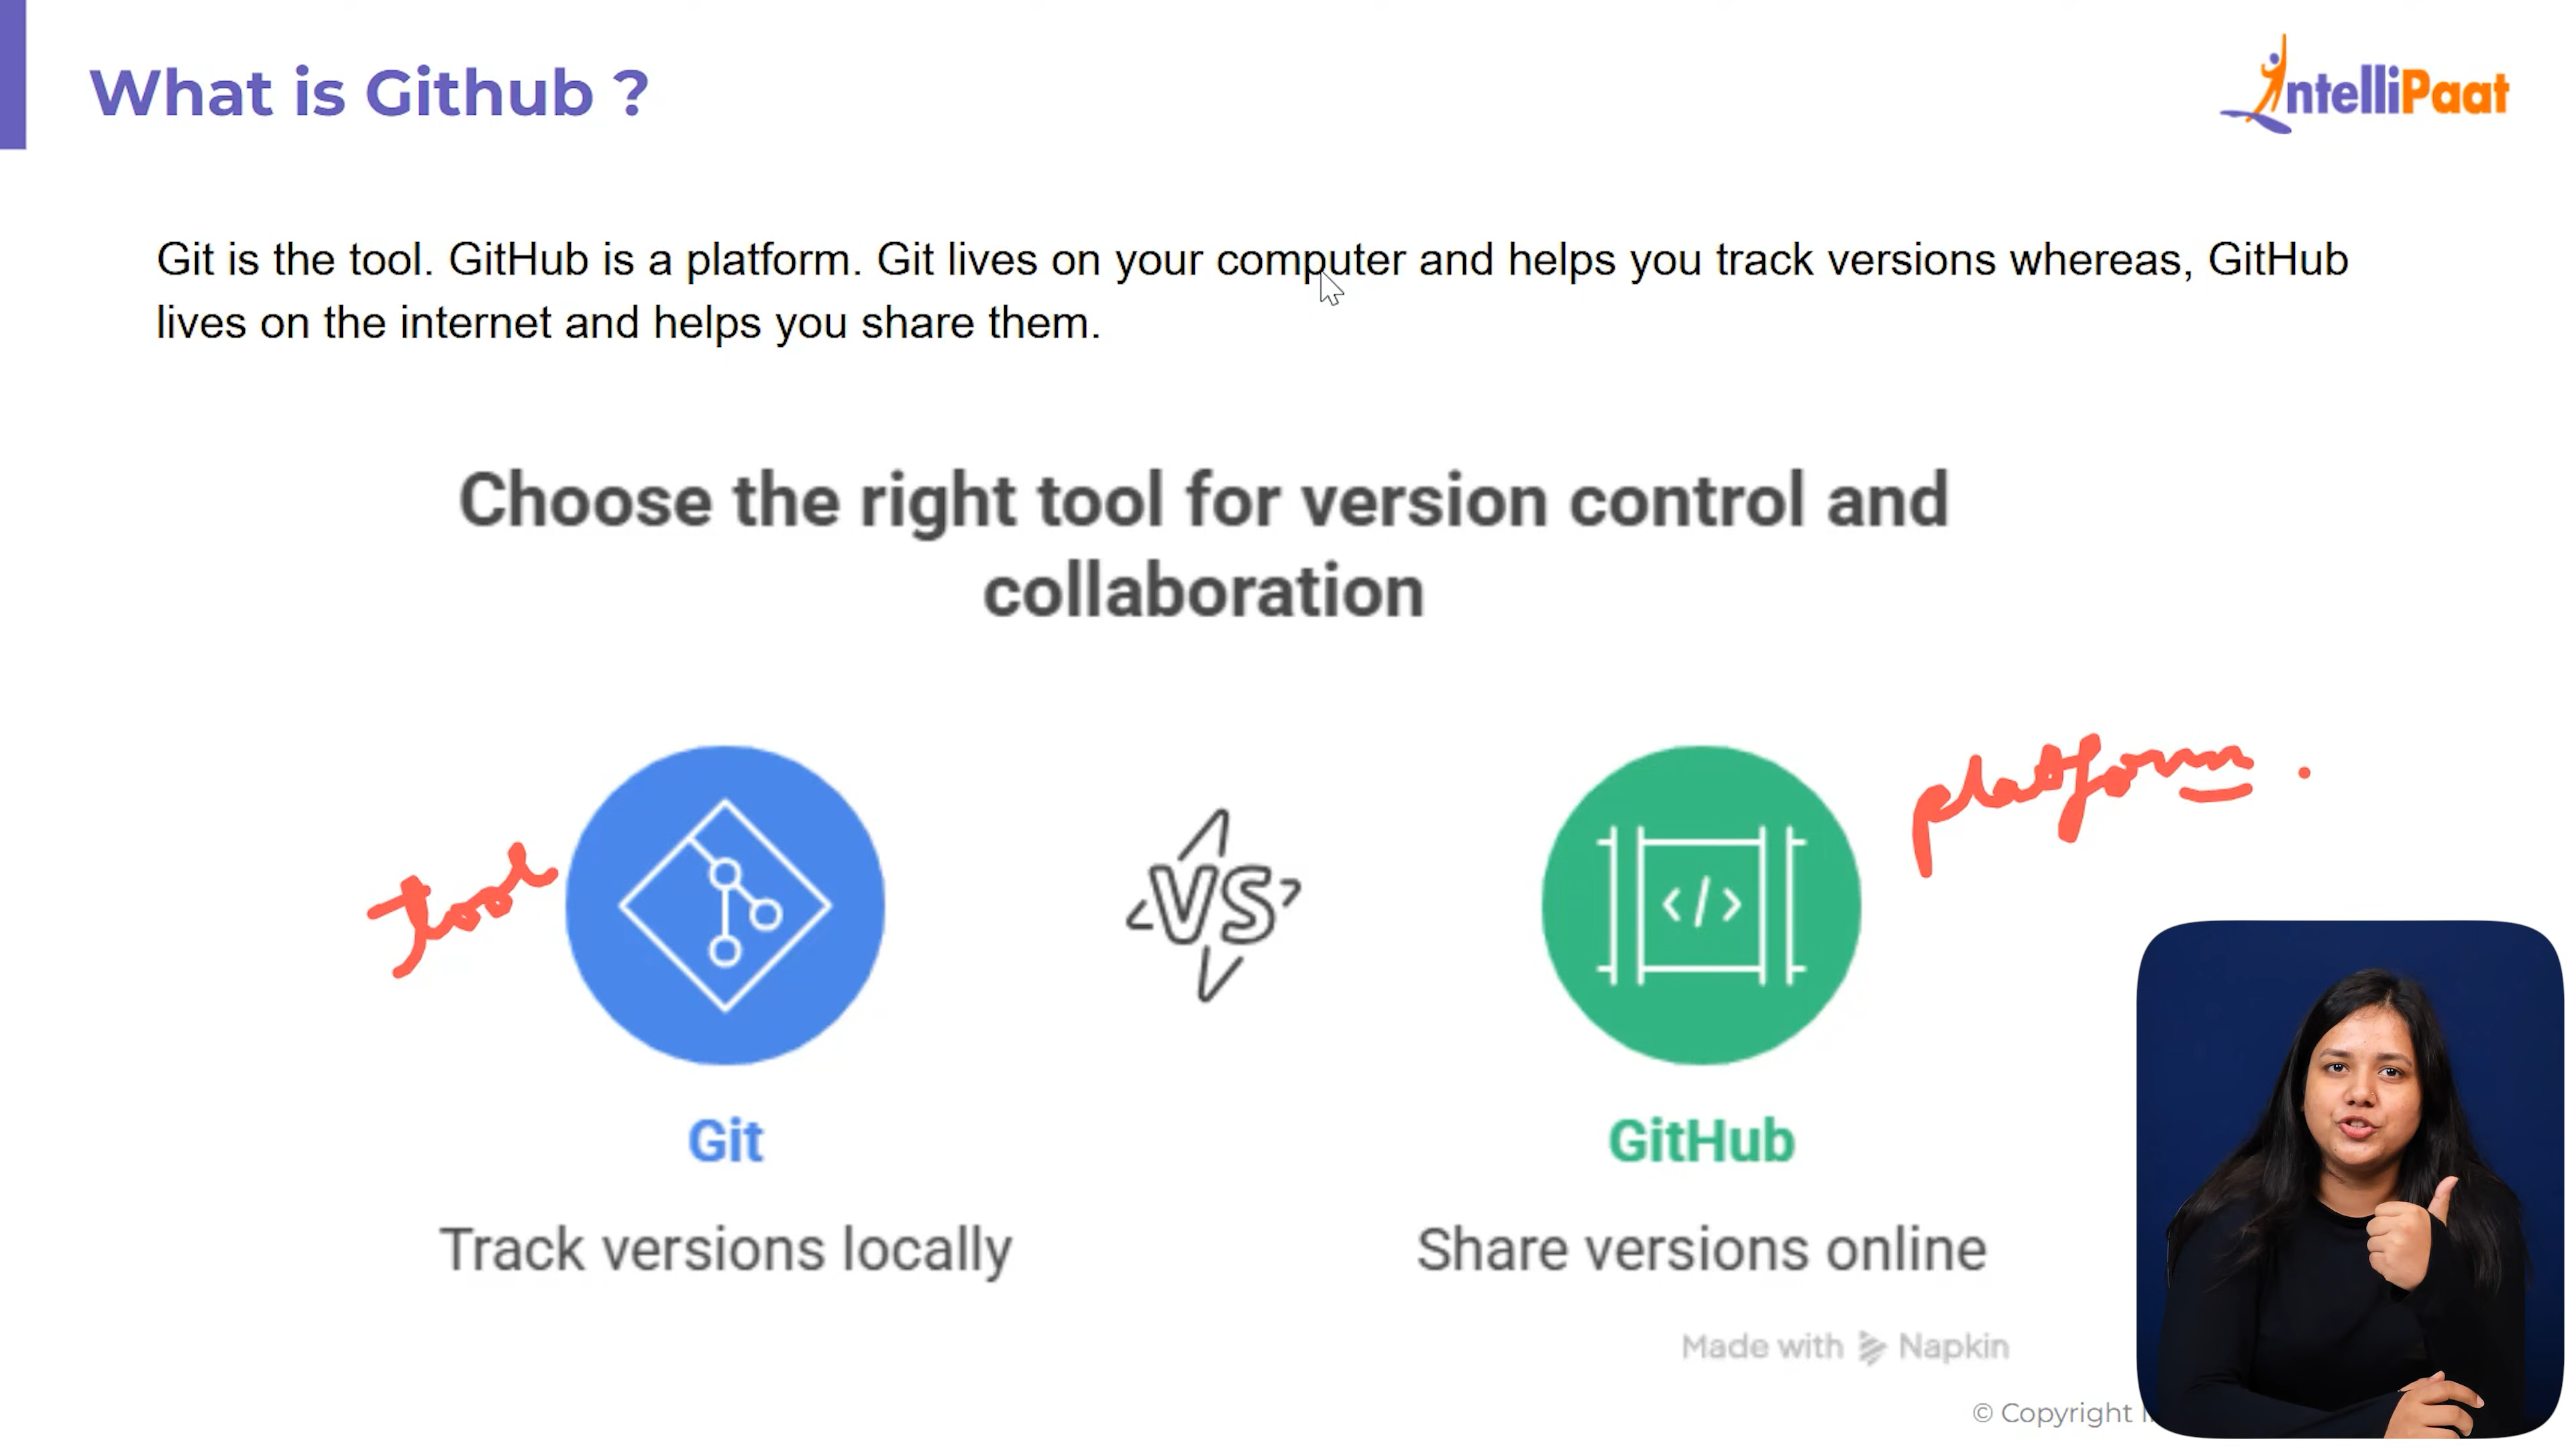 What is Github ?
IntelliPaat
Git is the tool. GitHub is a platform. Git lives on your computer and helps you track versions whereas, GitHub
lives on the internet and helps you share them.
Choose the right tool for version control and
collaboration
platform .
tool
VS
</>
Git
GitHub
Track versions locally
Share versions online
Made with Napkin
© Copyright